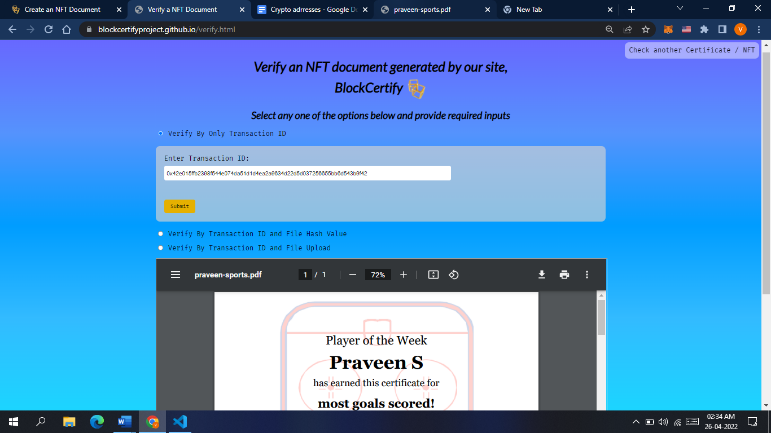 Create an NFT Document
Verify a NFT Document
Crypto adrresses - Google D
praveen-sports.pdf
New Tab
blockcertifyproject.github.io/verify.html
Check another Certificate / NFT
Verify an NFT document generated by our site,
BlockCertify
Select any one of the options below and provide required inputs
Verify By Only Transaction ID
Enter Transaction ID:
Submit
Verify By Transaction ID and File Hash Value
Verify By Transaction ID and File Upload
praveen-sports.pdf
1 / 1
72%
Player of the Week
Praveen S
has earned this certificate for
most goals scored!
02:34 AM
26-04-2022